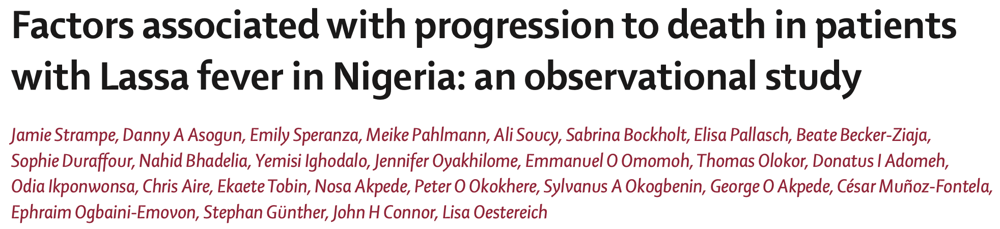 Factors associated with progression to death in patients
with Lassa fever in Nigeria: an observational study
Jamie Strampe, Danny A Asogun, Emily Speranza, Meike Pahlmann, Ali Soucy, Sabrina Bockholt, Elisa Pallasch, Beate Becker-Ziaja,
Sophie Duraffour, Nahid Bhadelia, Yemisi Ighodalo, Jennifer Oyakhilome, Emmanuel O Omomoh, Thomas Olokor, Donatus I Adomeh,
Odia Ikponwonsa, Chris Aire, Ekaete Tobin, Nosa Akpede, Peter O Okokhere, Sylvanus A Okogbenin, George O Akpede, César Muñoz-Fontela,
Ephraim Ogbaini-Emovon, Stephan Günther, John H Connor, Lisa Oestereich